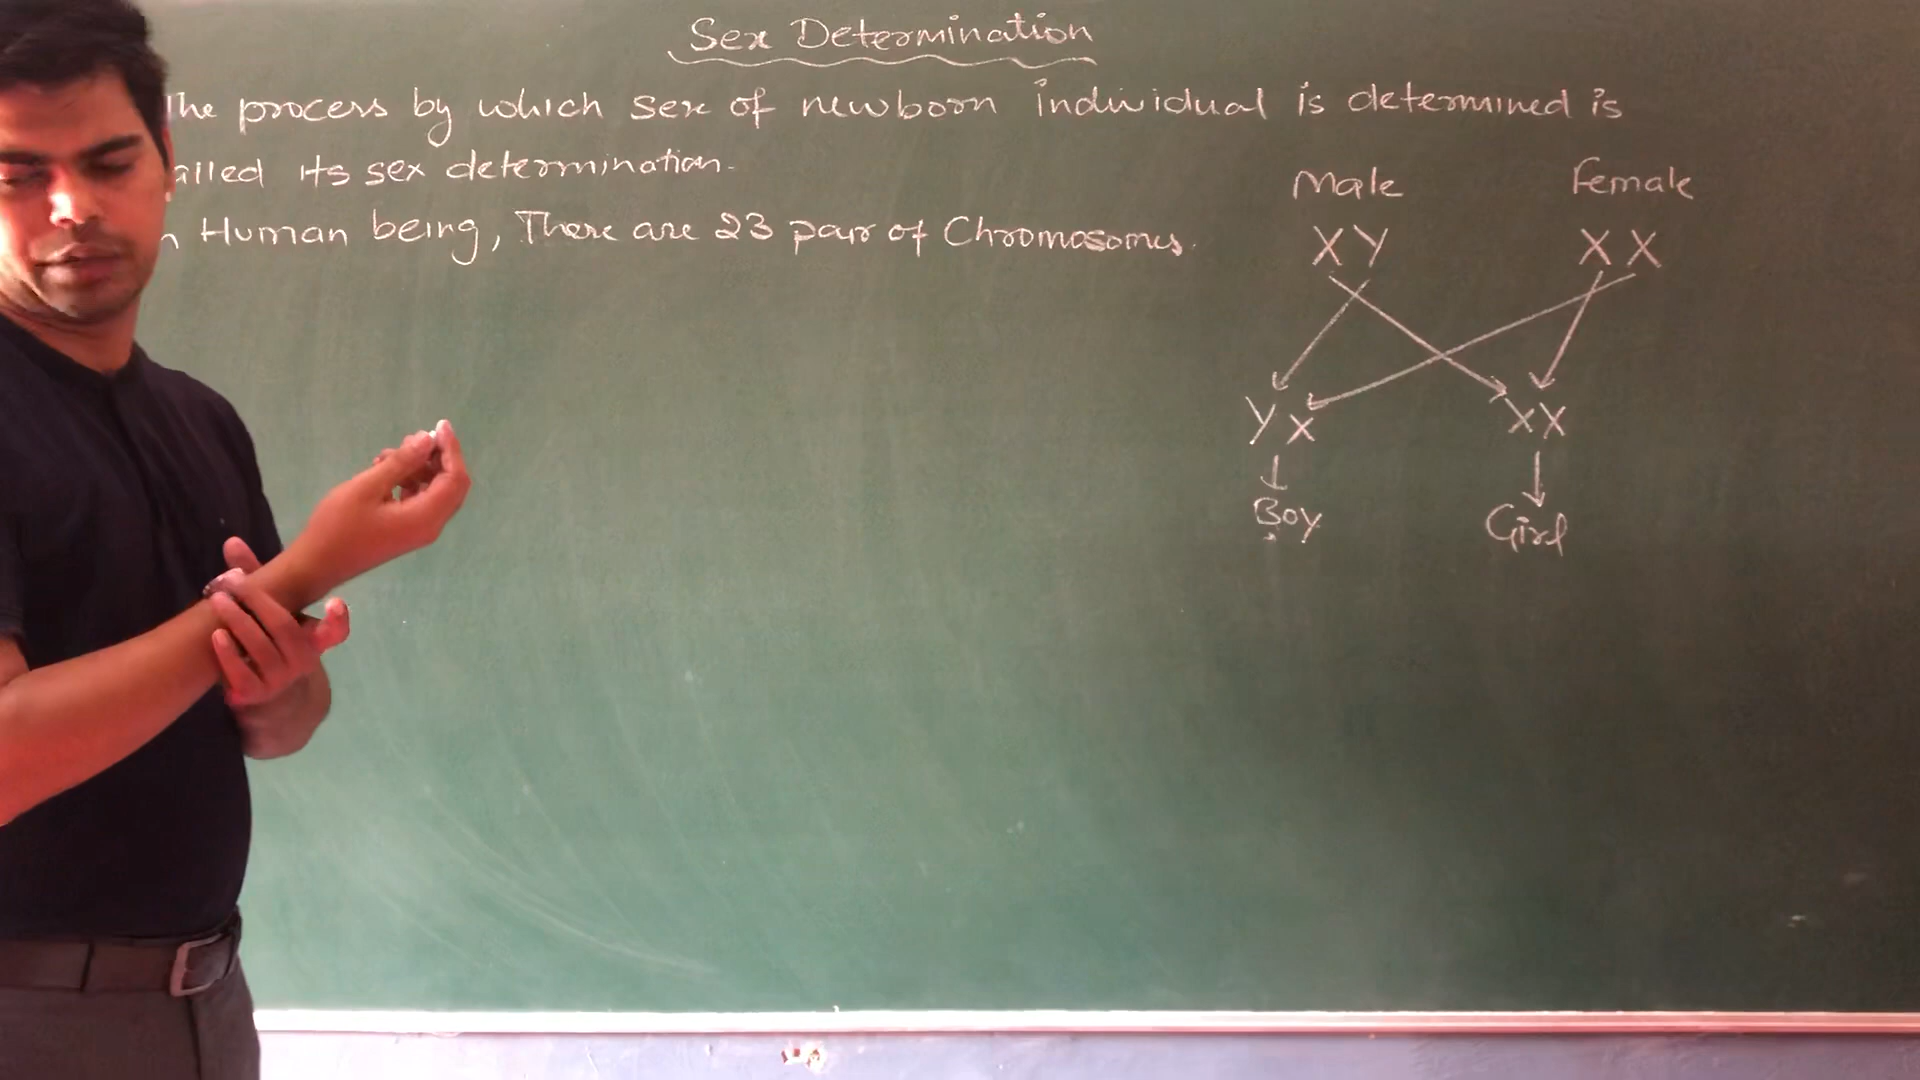 Sex Determination
The process by which sex of newborn individual is determined is
alled its sex determination.
n Human being, There are 23 pair of Chromosomes.
Male Female
XY XX
YX XX
Boy Girl